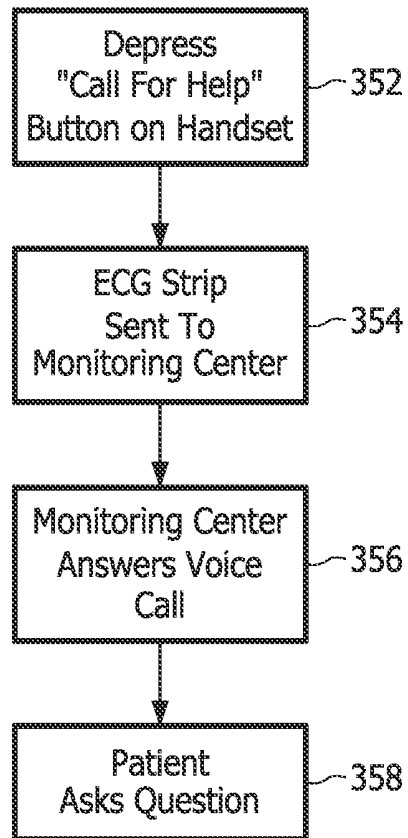 Depress
"Call For Help"
Button on Handset
352
ECG Strip
Sent To
Monitoring Center
354
Monitoring Center
Answers Voice
Call
356
Patient
Asks Question
358